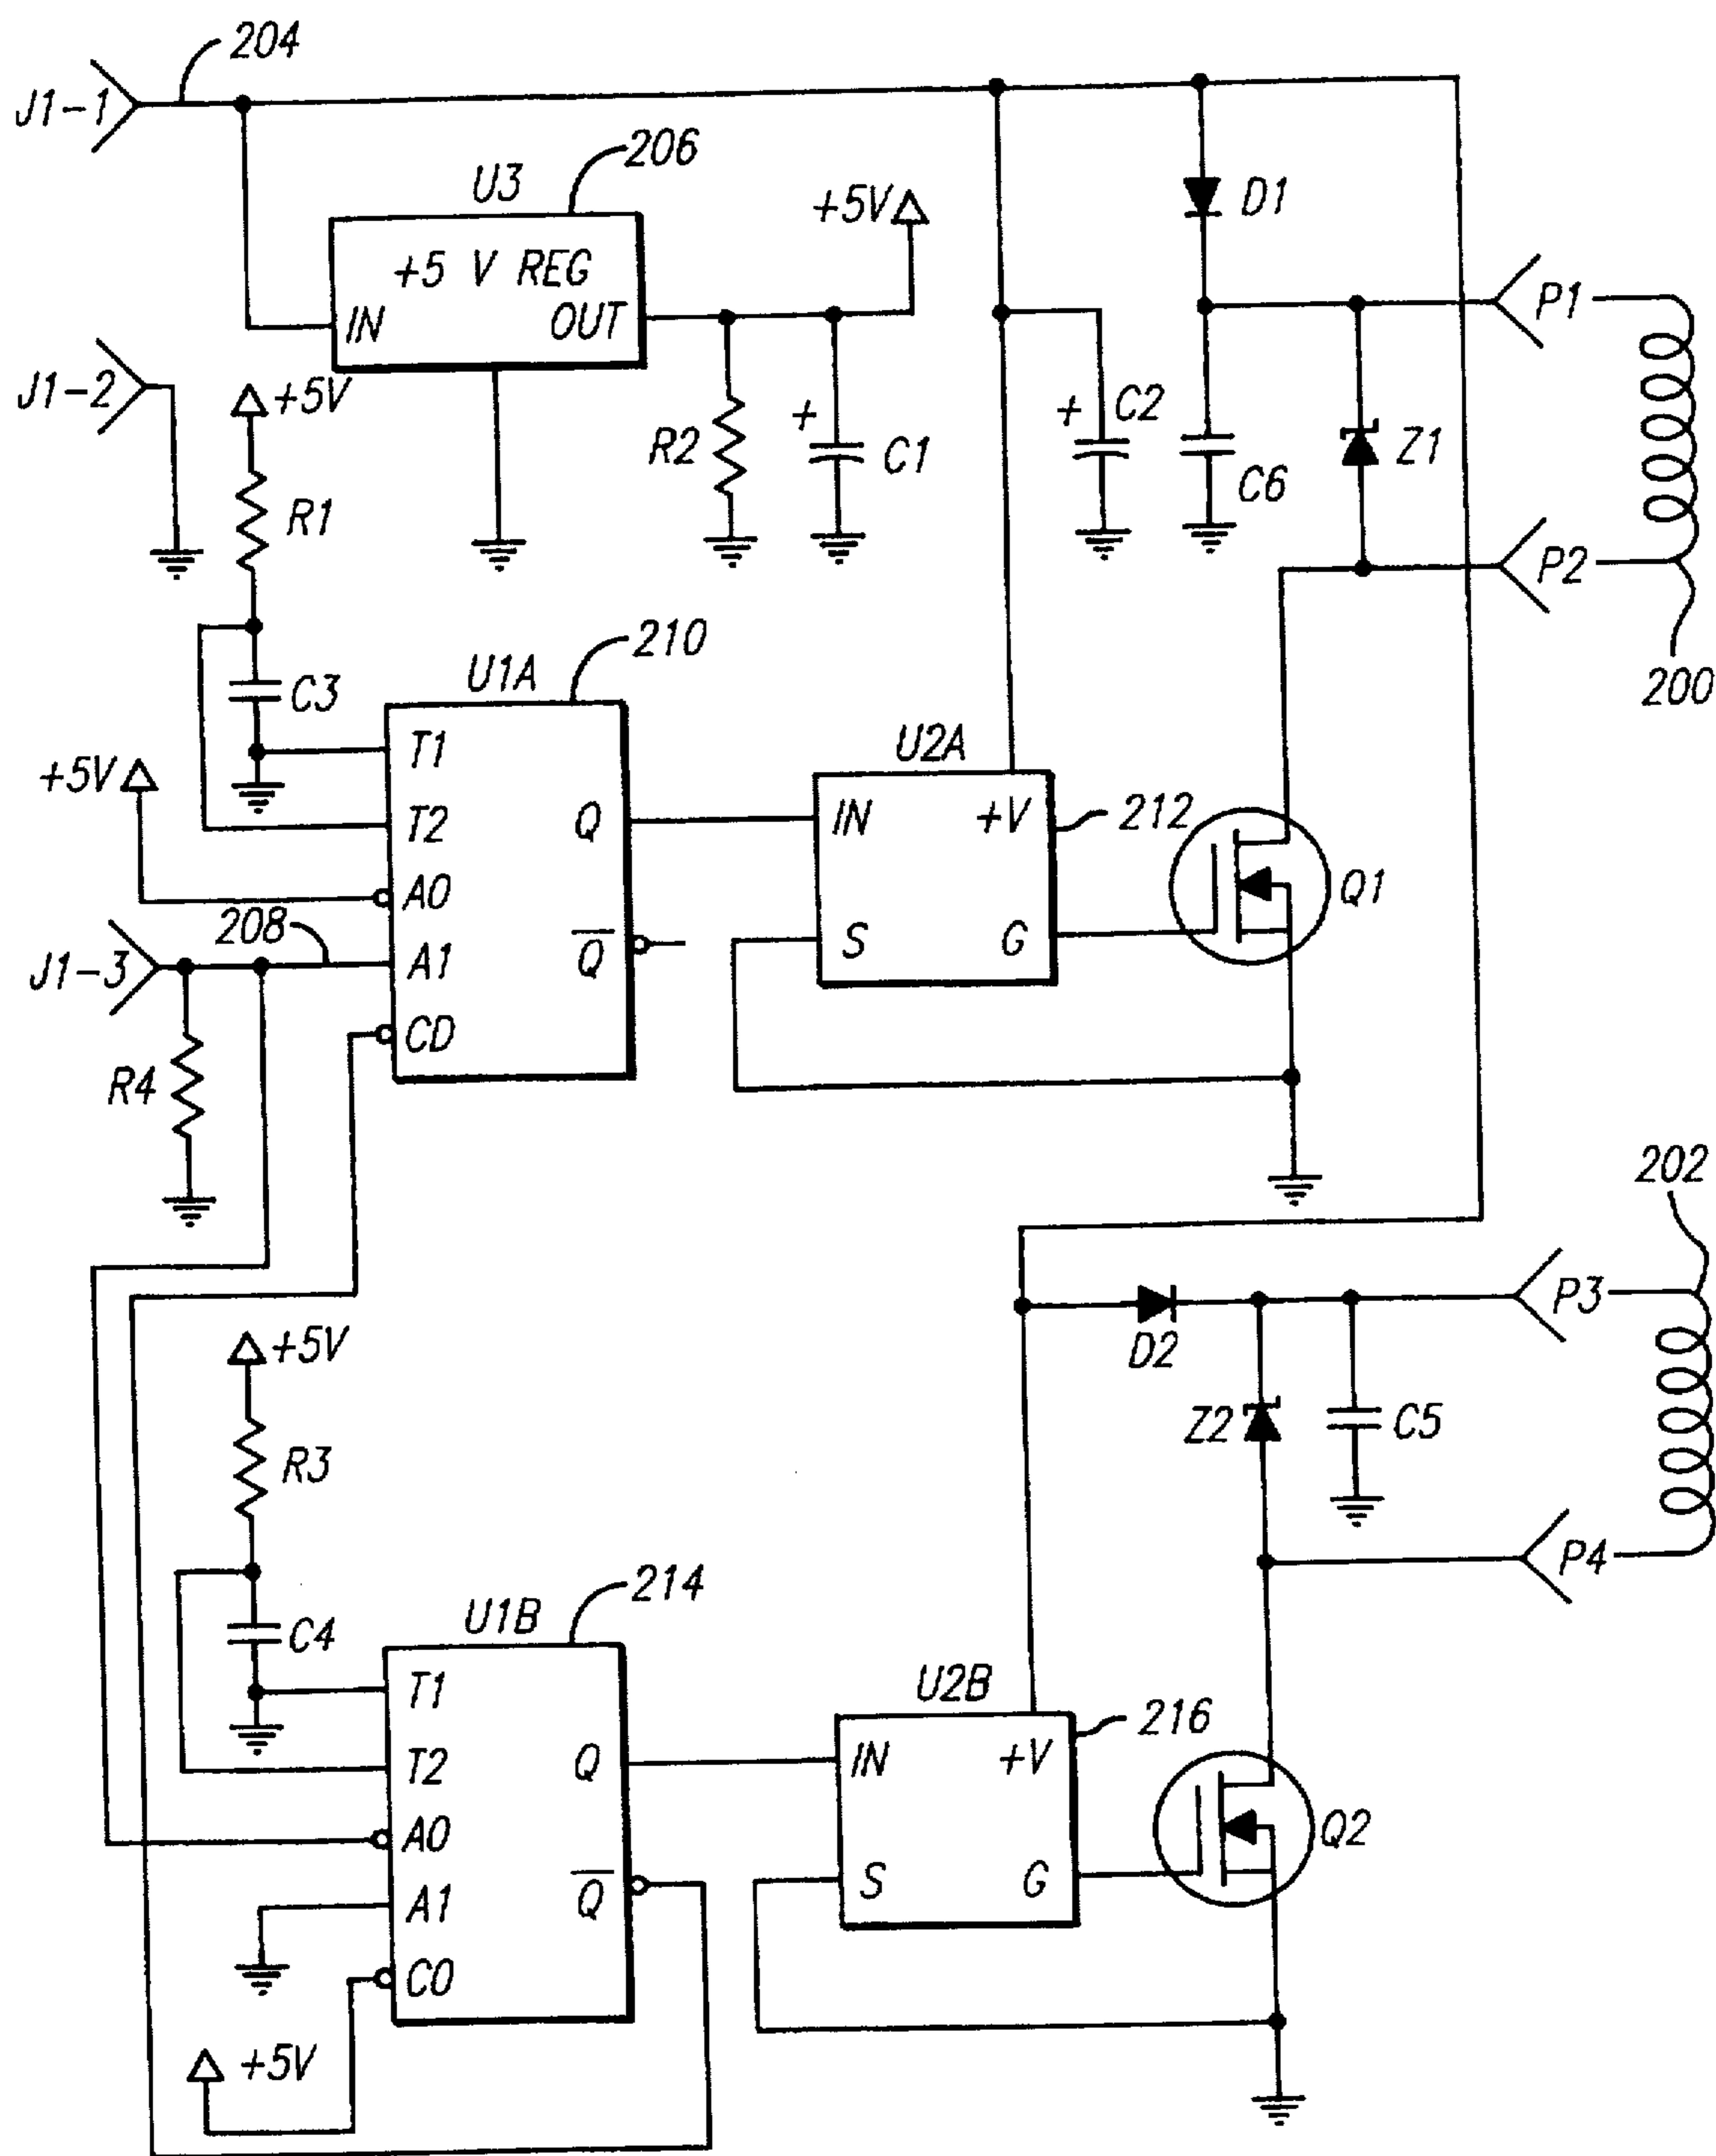 204
J1-1
206
U3
+5V
D1
+5 V REG
IN
OUT
P1
J1-2
+5V
R2
+
C1
+
C2
C6
Z1
R1
P2
200
210
U1A
C3
T1
U2A
+5V
T2
Q
IN
+V
212
A0
Q1
208
J1-3
A1
Q
S
G
CD
R4
202
P3
D2
+5V
Z2
C5
R3
P4
214
U1B
C4
T1
U2B
216
T2
Q
IN
+V
A0
Q2
A1
Q
S
G
CO
+5V